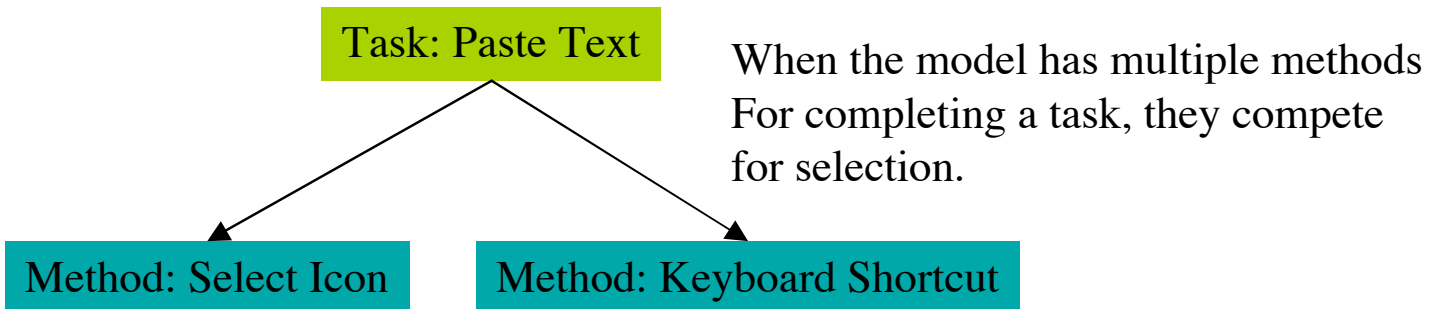 Task: Paste Text
When the model has multiple methods
For completing a task, they compete
for selection.
Method: Select Icon
Method: Keyboard Shortcut